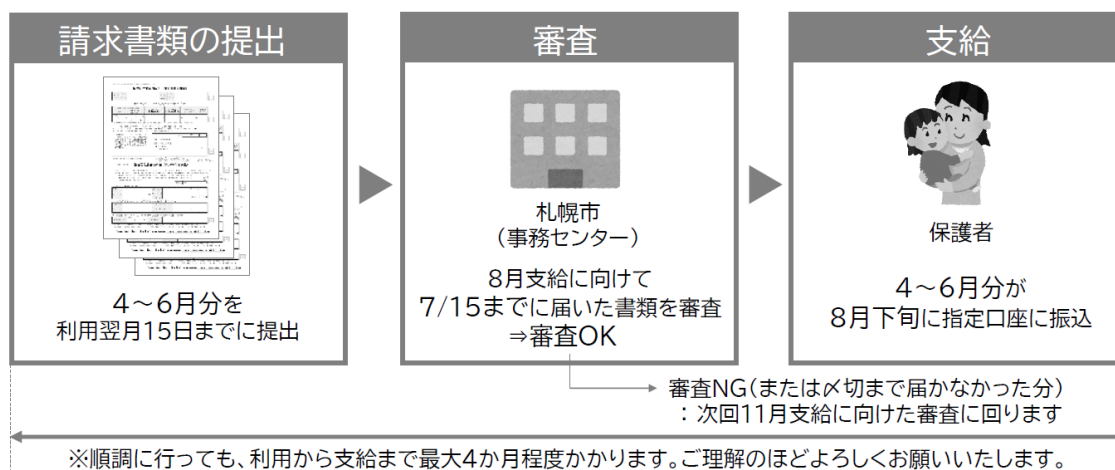 請求書類の提出
4～6月分を
利用翌月15日までに提出
審査
札幌市
（事務センター）
8月支給に向けて
7/15までに届いた書類を審査
⇒審査OK
支給
保護者
4～6月分が
8月下旬に指定口座に振込
審査NG（または〆切まで届かなかった分）
：次回11月支給に向けた審査に回ります
※順調に行っても、利用から支給まで最大4か月程度かかります。ご理解のほどよろしくお願いいたします。